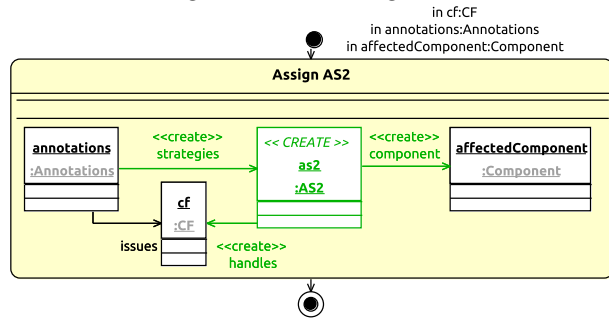 in cf:CF
in annotations:Annotations
in affectedComponent:Component
Assign AS2
annotations
:Annotations
<<create>>
strategies
<< CREATE >>
as2
:AS2
<<create>>
component
affectedComponent
:Component
cf
:CF
issues
<<create>>
handles